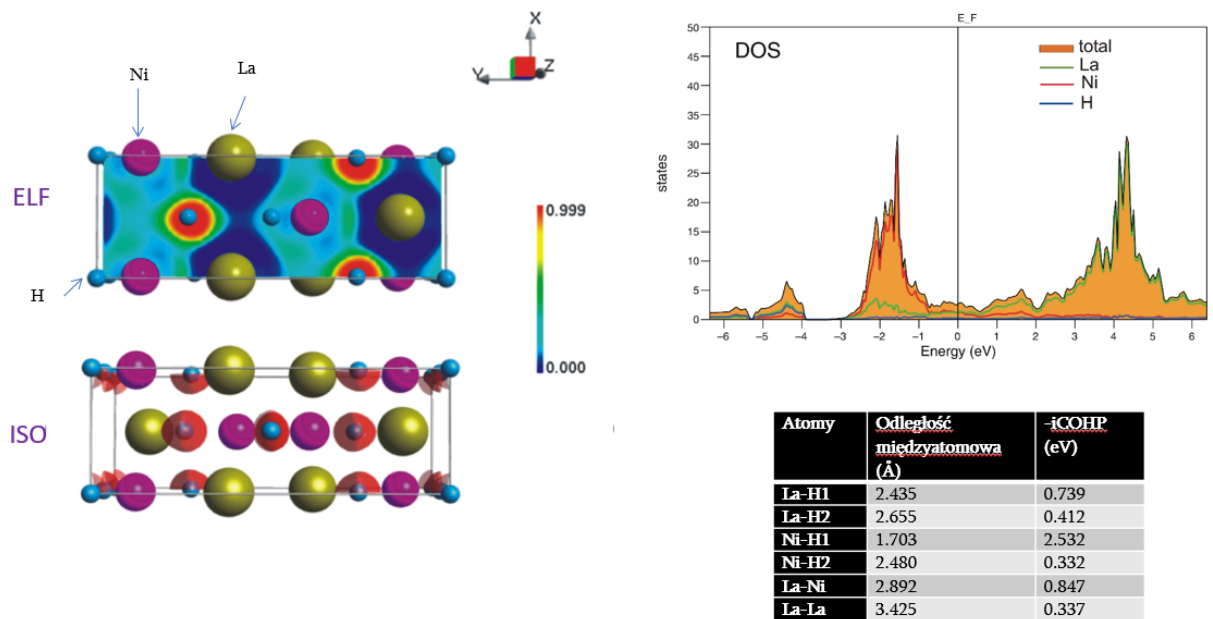 Ni
La
X
Y
Z
ELF
0.999
H
0.000
ISO
E_F
DOS
total
La
Ni
H
50
45
40
35
30
25
20
15
10
5
0
states
−6 −5 −4 −3 −2 −1 0 1 2 3 4 5 6
Energy (eV)
Atomy Odległość -iCOHP
międzyatomowa (eV)
(Å)
La-H1 2.435 0.739
La-H2 2.655 0.412
Ni-H1 1.703 2.532
Ni-H2 2.480 0.332
La-Ni 2.892 0.847
La-La 3.425 0.337